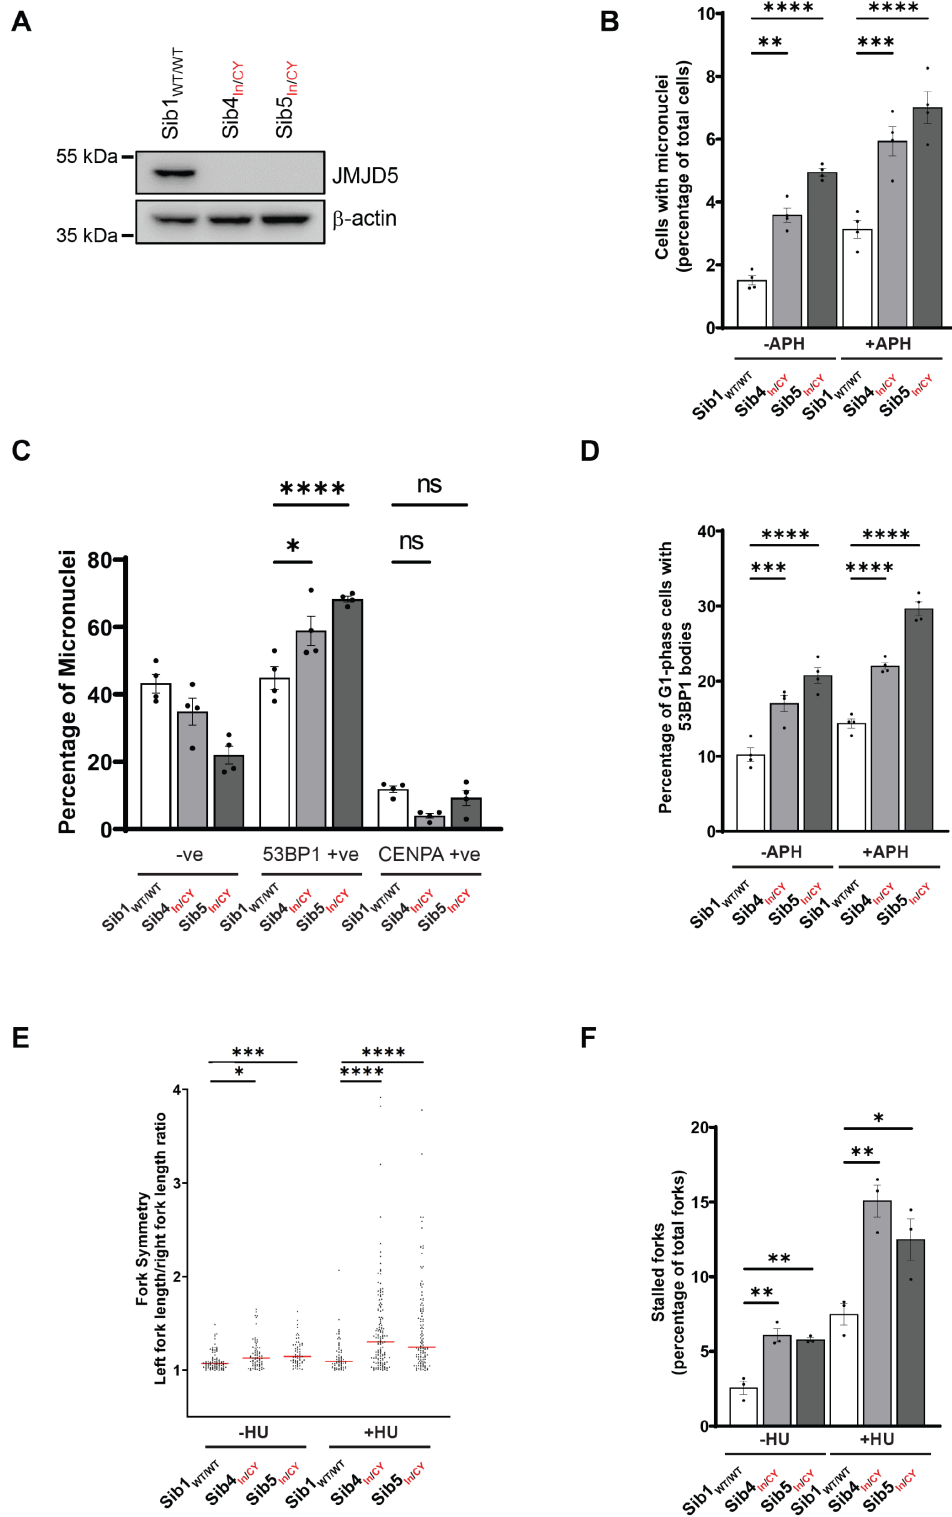 A
Sib1WT/WT
Sib4In/CY
Sib5In/CY
55 kDa
JMJD5
β-actin
35 kDa
B
Cells with micronuclei
(percentage of total cells)
10
8
6
4
2
0
****
**
****
***
-APH
+APH
Sib1WT/WT
Sib4In/CY
Sib5In/CY
Sib1WT/WT
Sib4In/CY
Sib5In/CY
C
Percentage of Micronuclei
80
60
40
20
0
****
*
ns
ns
-ve
53BP1 +ve
CENPA +ve
Sib1WT/WT
Sib4In/CY
Sib5In/CY
Sib1WT/WT
Sib4In/CY
Sib5In/CY
Sib1WT/WT
Sib4In/CY
Sib5In/CY
D
Percentage of G1-phase cells with
53BP1 bodies
40
30
20
10
0
****
***
****
****
-APH
+APH
Sib1WT/WT
Sib4In/CY
Sib5In/CY
Sib1WT/WT
Sib4In/CY
Sib5In/CY
E
Fork Symmetry
Left fork length/right fork length ratio
4
3
2
1
***
*
****
****
-HU
+HU
Sib1WT/WT
Sib4In/CY
Sib5In/CY
Sib1WT/WT
Sib4In/CY
Sib5In/CY
F
Stalled forks
(percentage of total forks)
20
15
10
5
0
**
**
*
**
-HU
+HU
Sib1WT/WT
Sib4In/CY
Sib5In/CY
Sib1WT/WT
Sib4In/CY
Sib5In/CY